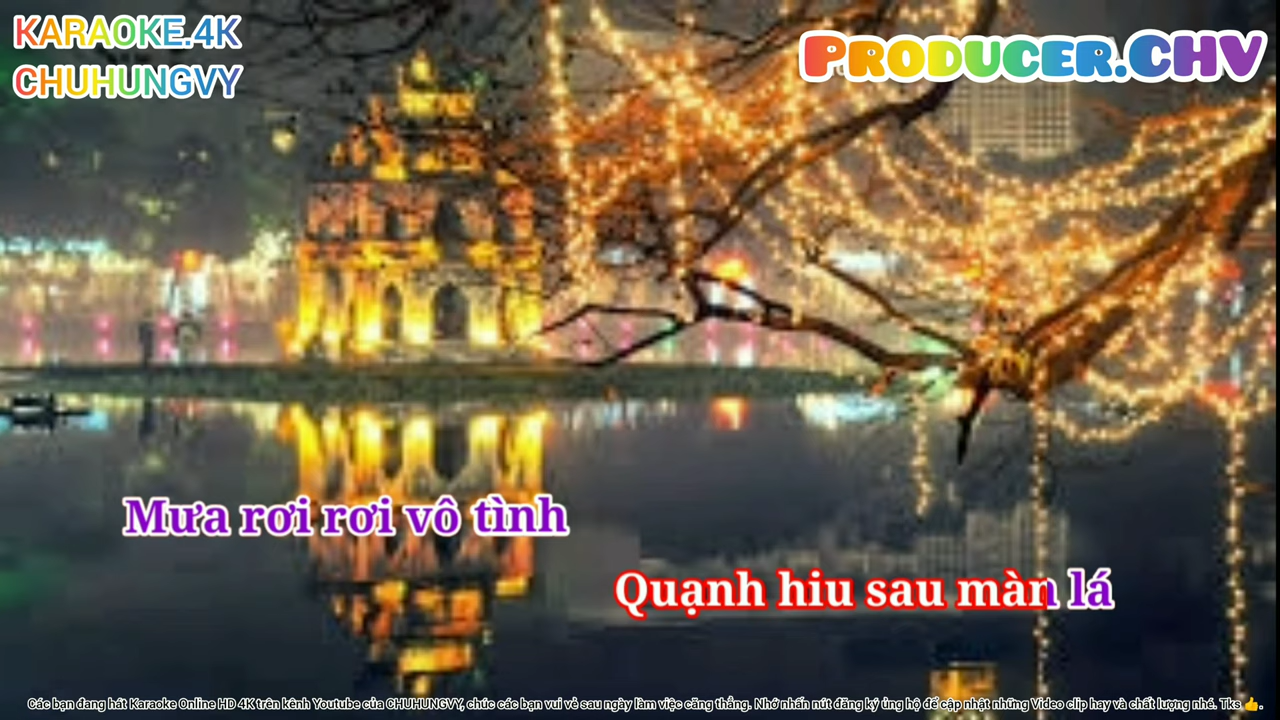 KARAOKE.4K
CHUHUNGVY
PRODUCER.CHV
Mưa rơi rơi vô tình
Quạnh hiu sau màn lá
Các bạn đang hát Karaoke Online HD 4K trên kênh Youtube của CHUHUNGVY, chúc các bạn vui vẻ sau ngày làm việc căng thẳng. Nhớ nhấn nút đăng ký ủng hộ để cập nhật những Video clip hay và chất lượng nhé. Tks 👍.